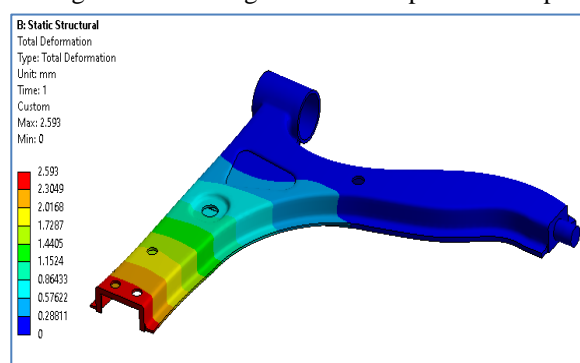 B: Static Structural
Total Deformation
Type: Total Deformation
Unit: mm
Time: 1
Custom
Max: 2.593
Min: 0
2.593
2.3049
2.0168
1.7287
1.4405
1.1524
0.86433
0.57622
0.28811
0